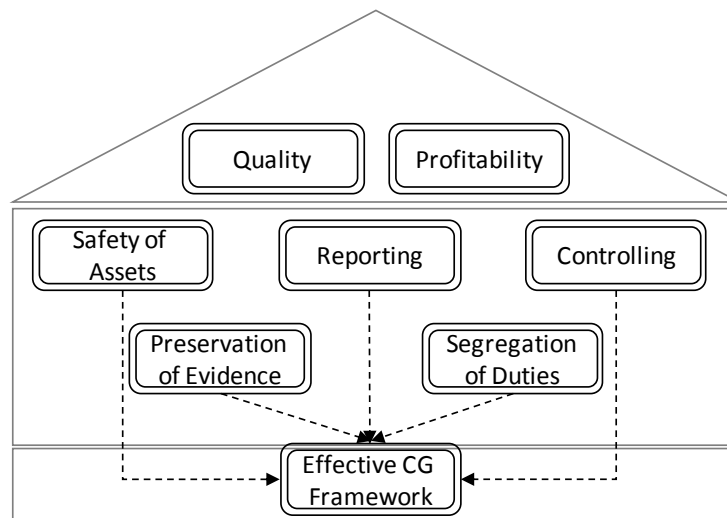 Quality
Profitability
Safety of
Assets
Reporting
Controlling
Preservation
of Evidence
Segregation
of Duties
Effective CG
Framework